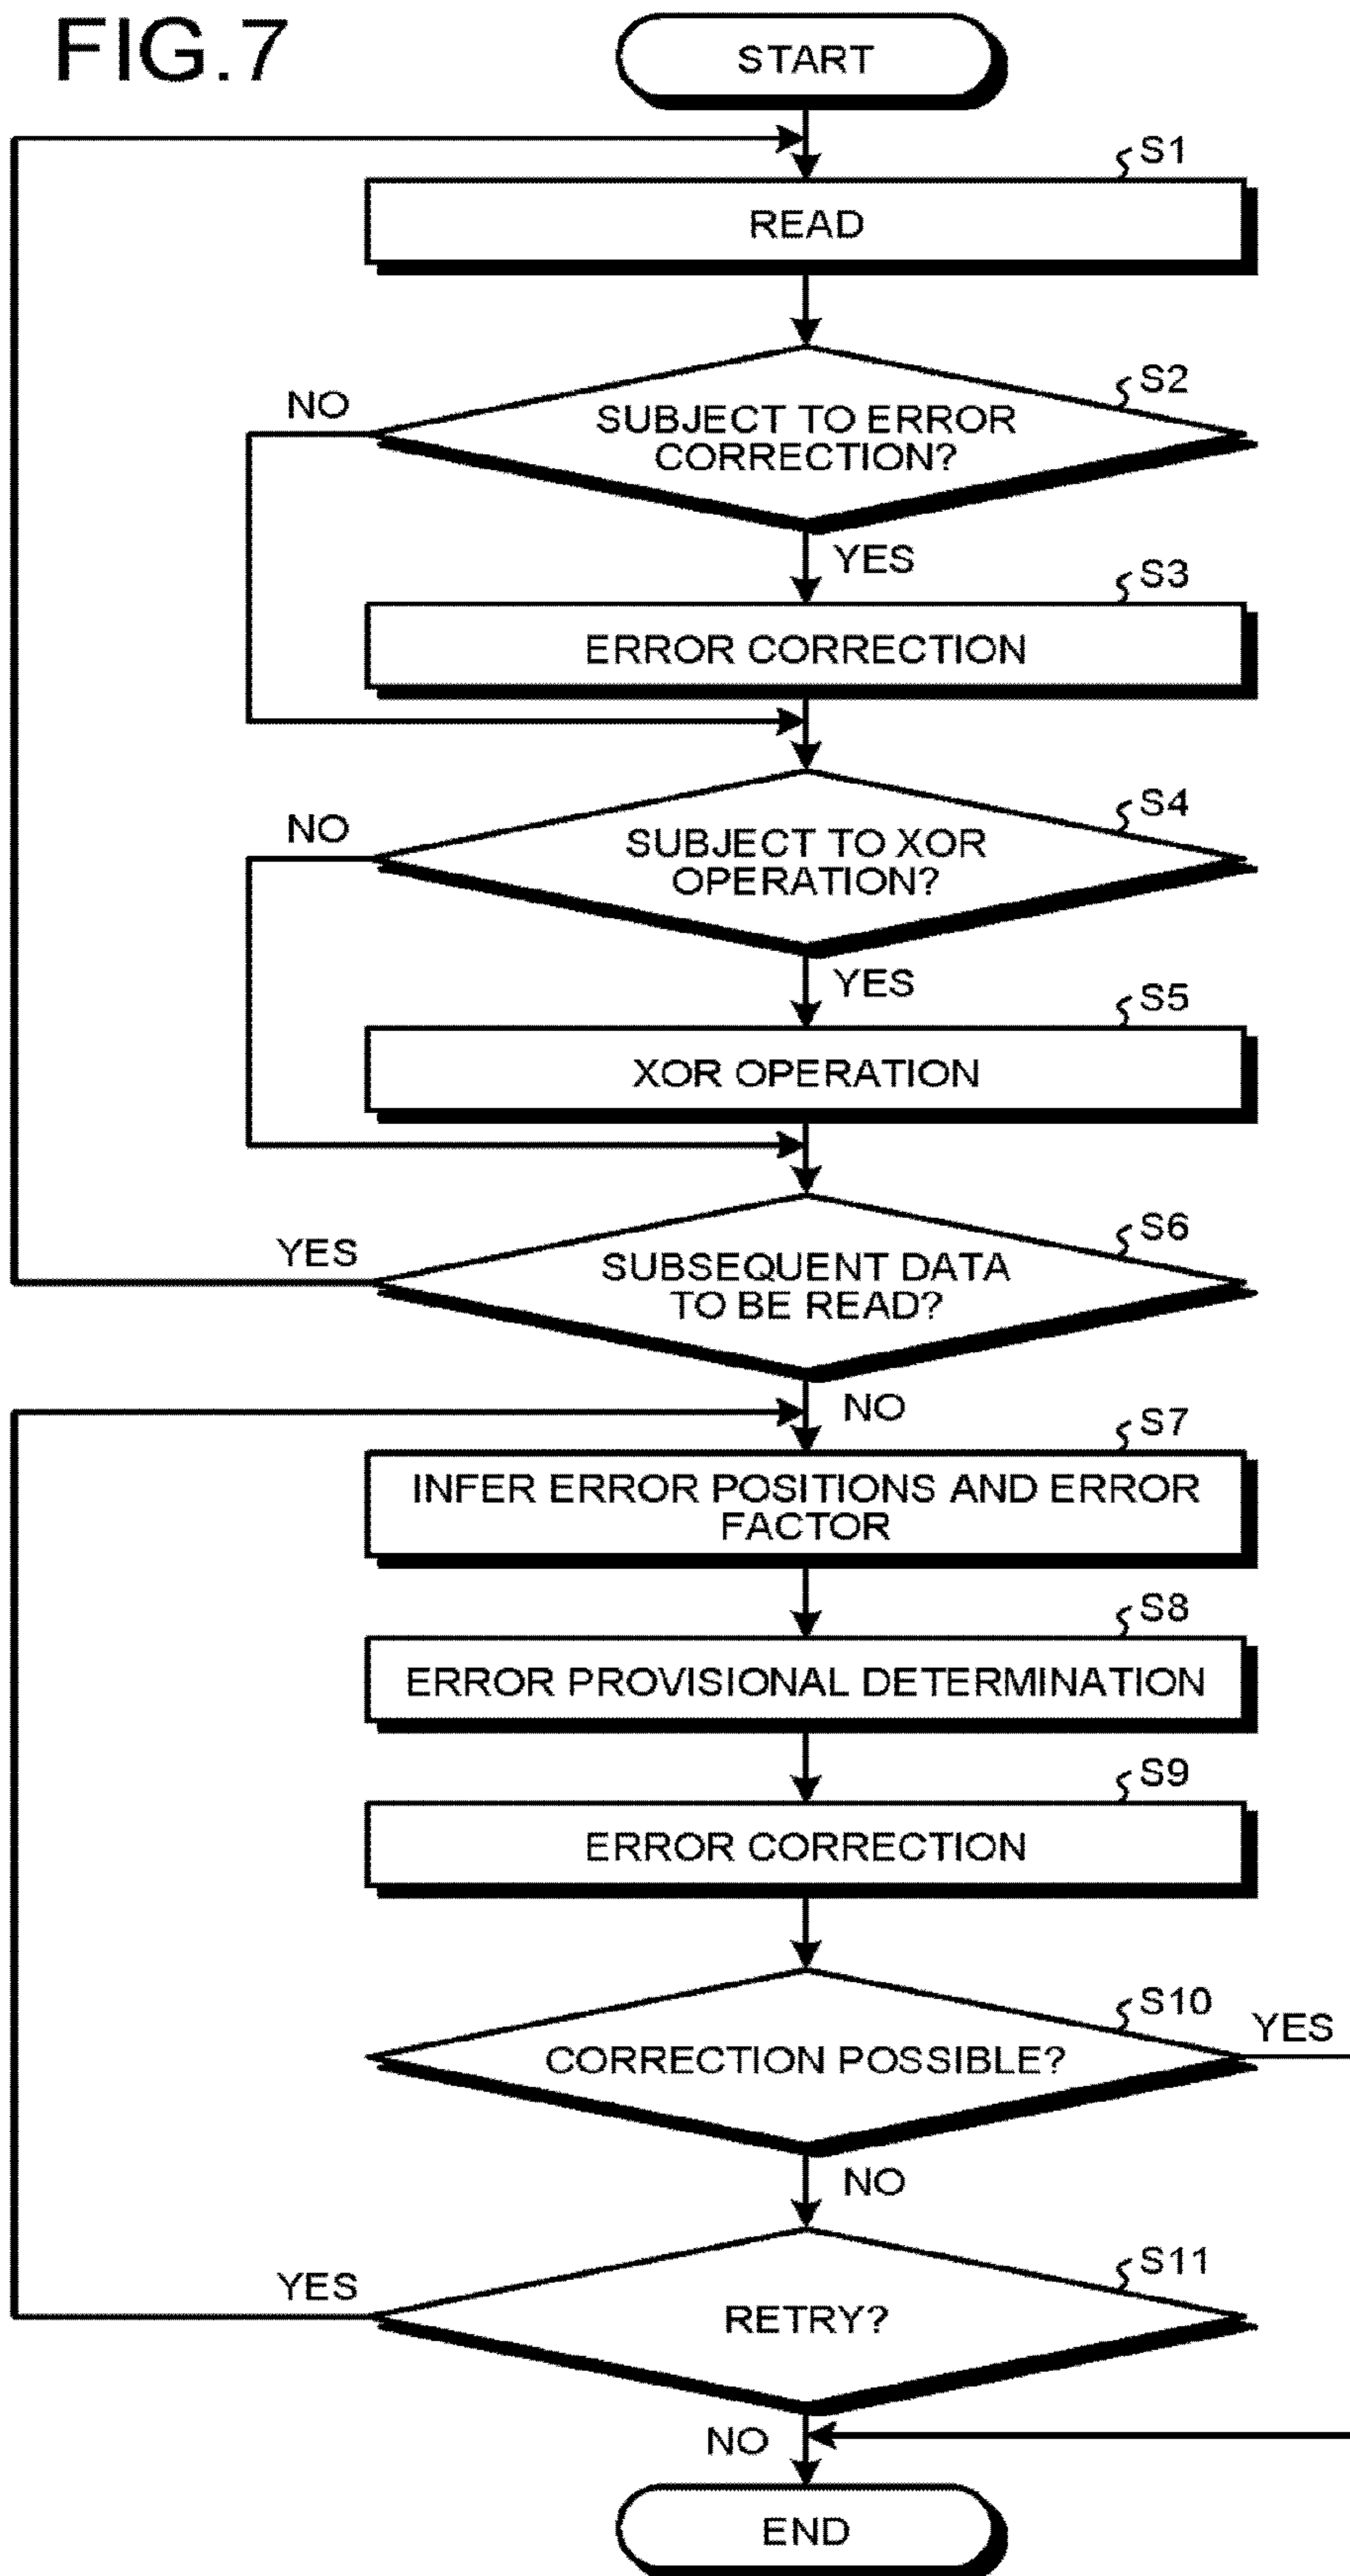 FIG.7
START
S1
READ
S2
NO
SUBJECT TO ERROR
CORRECTION?
YES
S3
ERROR CORRECTION
S4
NO
SUBJECT TO XOR
OPERATION?
YES
S5
XOR OPERATION
S6
YES
SUBSEQUENT DATA
TO BE READ?
NO
S7
INFER ERROR POSITIONS AND ERROR
FACTOR
S8
ERROR PROVISIONAL DETERMINATION
S9
ERROR CORRECTION
S10
YES
CORRECTION POSSIBLE?
NO
S11
YES
RETRY?
NO
END